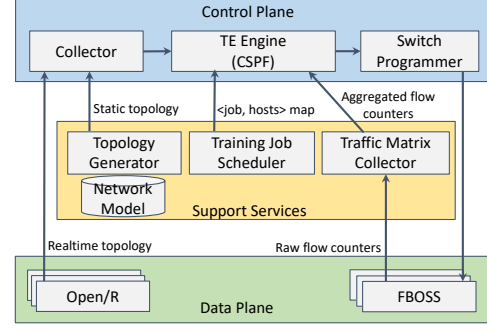 Control Plane
Collector
TE Engine
(CSPF)
Switch
Programmer
Static topology
<job, hosts> map
Aggregated flow
counters
Topology
Generator
Training Job
Scheduler
Traffic Matrix
Collector
Network
Model
Support Services
Realtime topology
Raw flow counters
Open/R
FBOSS
Data Plane